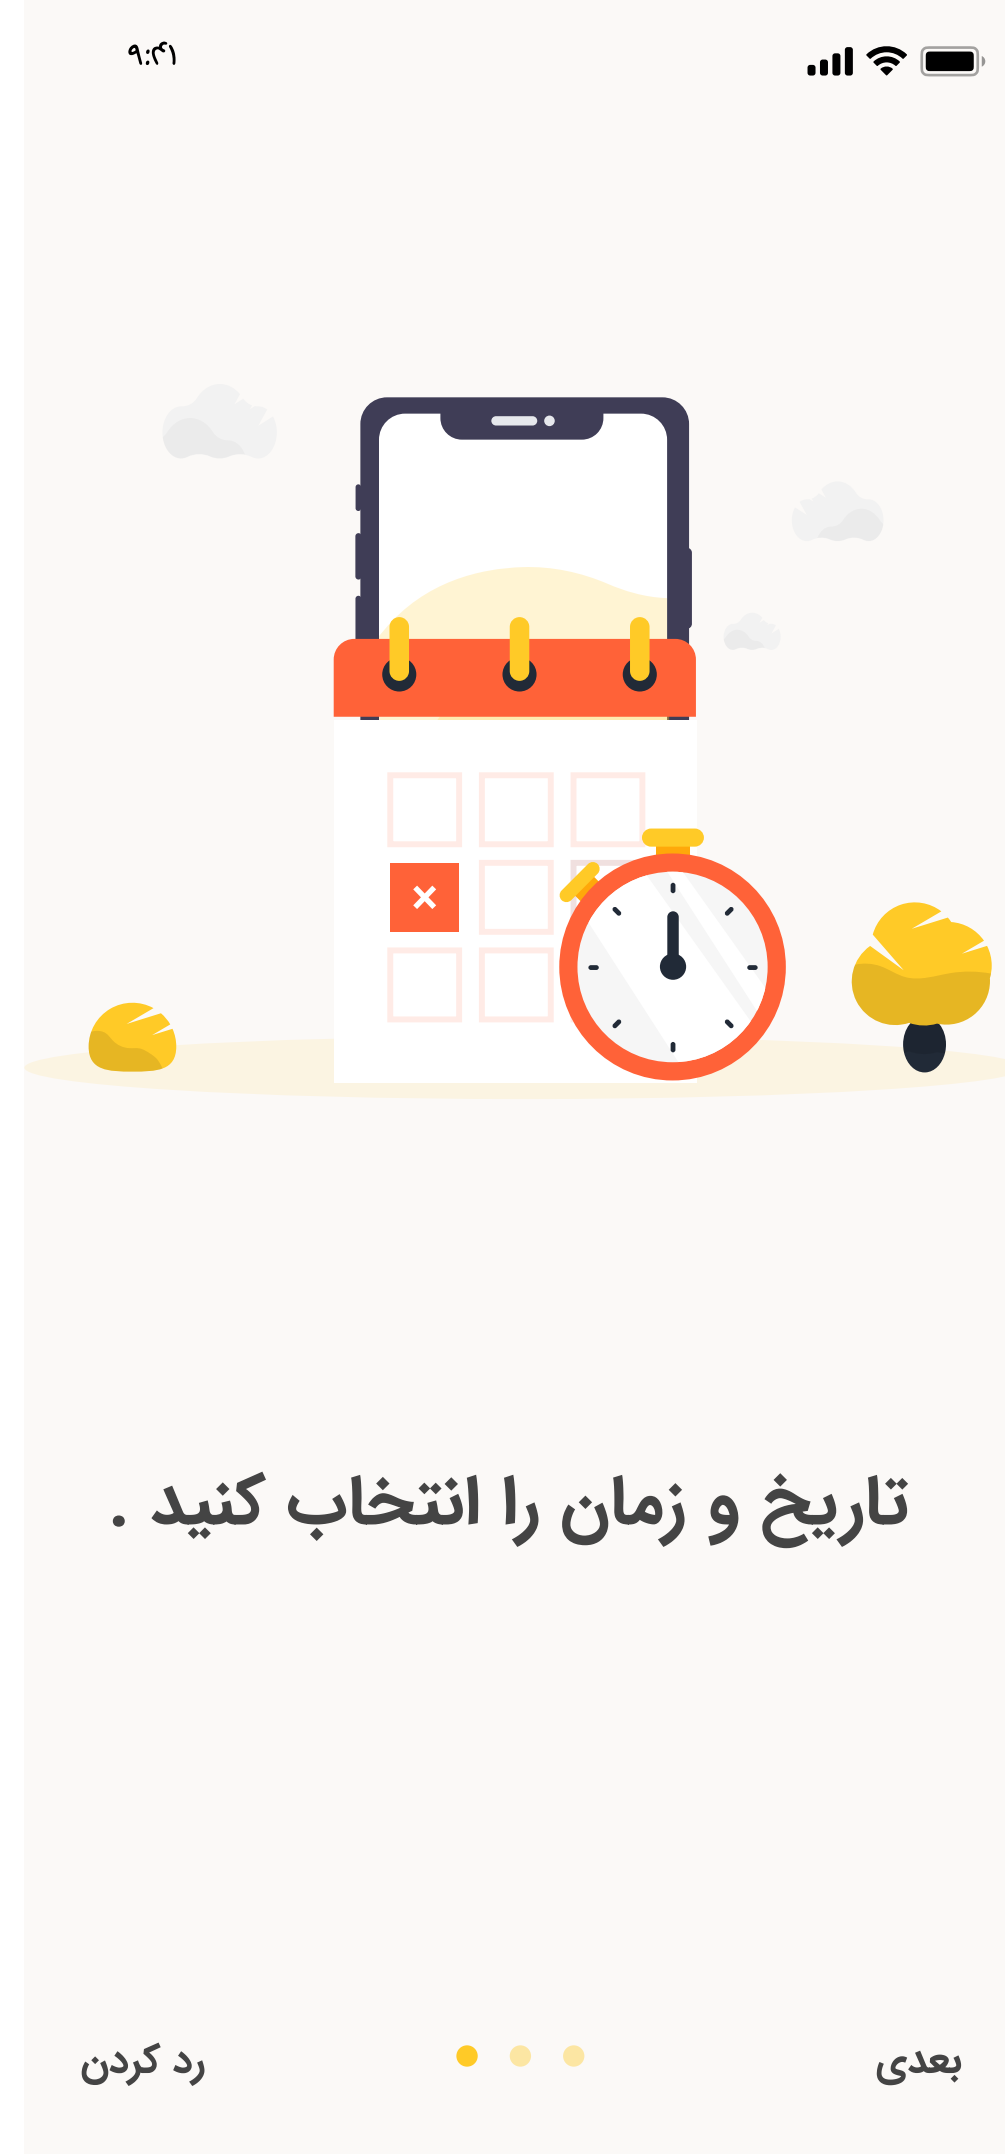 ۹:۴۱
تاریخ و زمان را انتخاب کنید .
بعدی
رد کردن